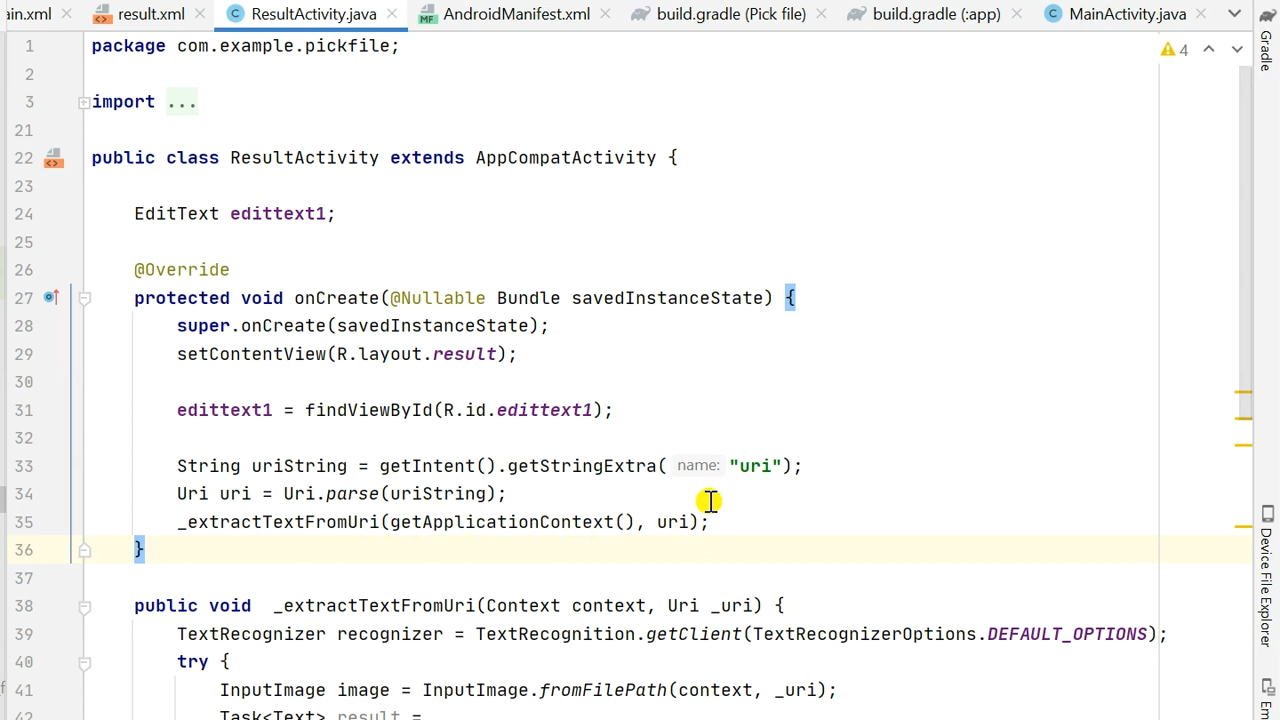 ain.xml result.xml ResultActivity.java AndroidManifest.xml build.gradle (Pick file) build.gradle (:app) MainActivity.java
1 package com.example.pickfile;
4
2
3 import ...
21
22 public class ResultActivity extends AppCompatActivity {
23
24 EditText edittext1;
25
26 @Override
27 protected void onCreate(@Nullable Bundle savedInstanceState) {
28 super.onCreate(savedInstanceState);
29 setContentView(R.layout.result);
30
31 edittext1 = findViewById(R.id.edittext1);
32
33 String uriString = getIntent().getStringExtra( name: "uri");
34 Uri uri = Uri.parse(uriString);
35 _extractTextFromUri(getApplicationContext(), uri);
36 }
37
38 public void _extractTextFromUri(Context context, Uri _uri) {
39 TextRecognizer recognizer = TextRecognition.getClient(TextRecognizerOptions.DEFAULT_OPTIONS);
40 try {
41 InputImage image = InputImage.fromFilePath(context, _uri);
42 Task<Text> result =
Gradle
Device File Explorer
Em